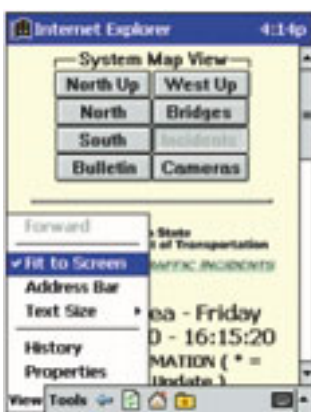 Internet Explorer 4:14p
System Map View
North Up West Up
North Bridges
South Incidents
Bulletin Cameras
Forward
State
t of Transportation
Fit to Screen
TRAFFIC INCIDENTS
Address Bar
Text Size
ea - Friday
0 - 16:15:20
History
MATION ( * =
Properties
Update )
View Tools